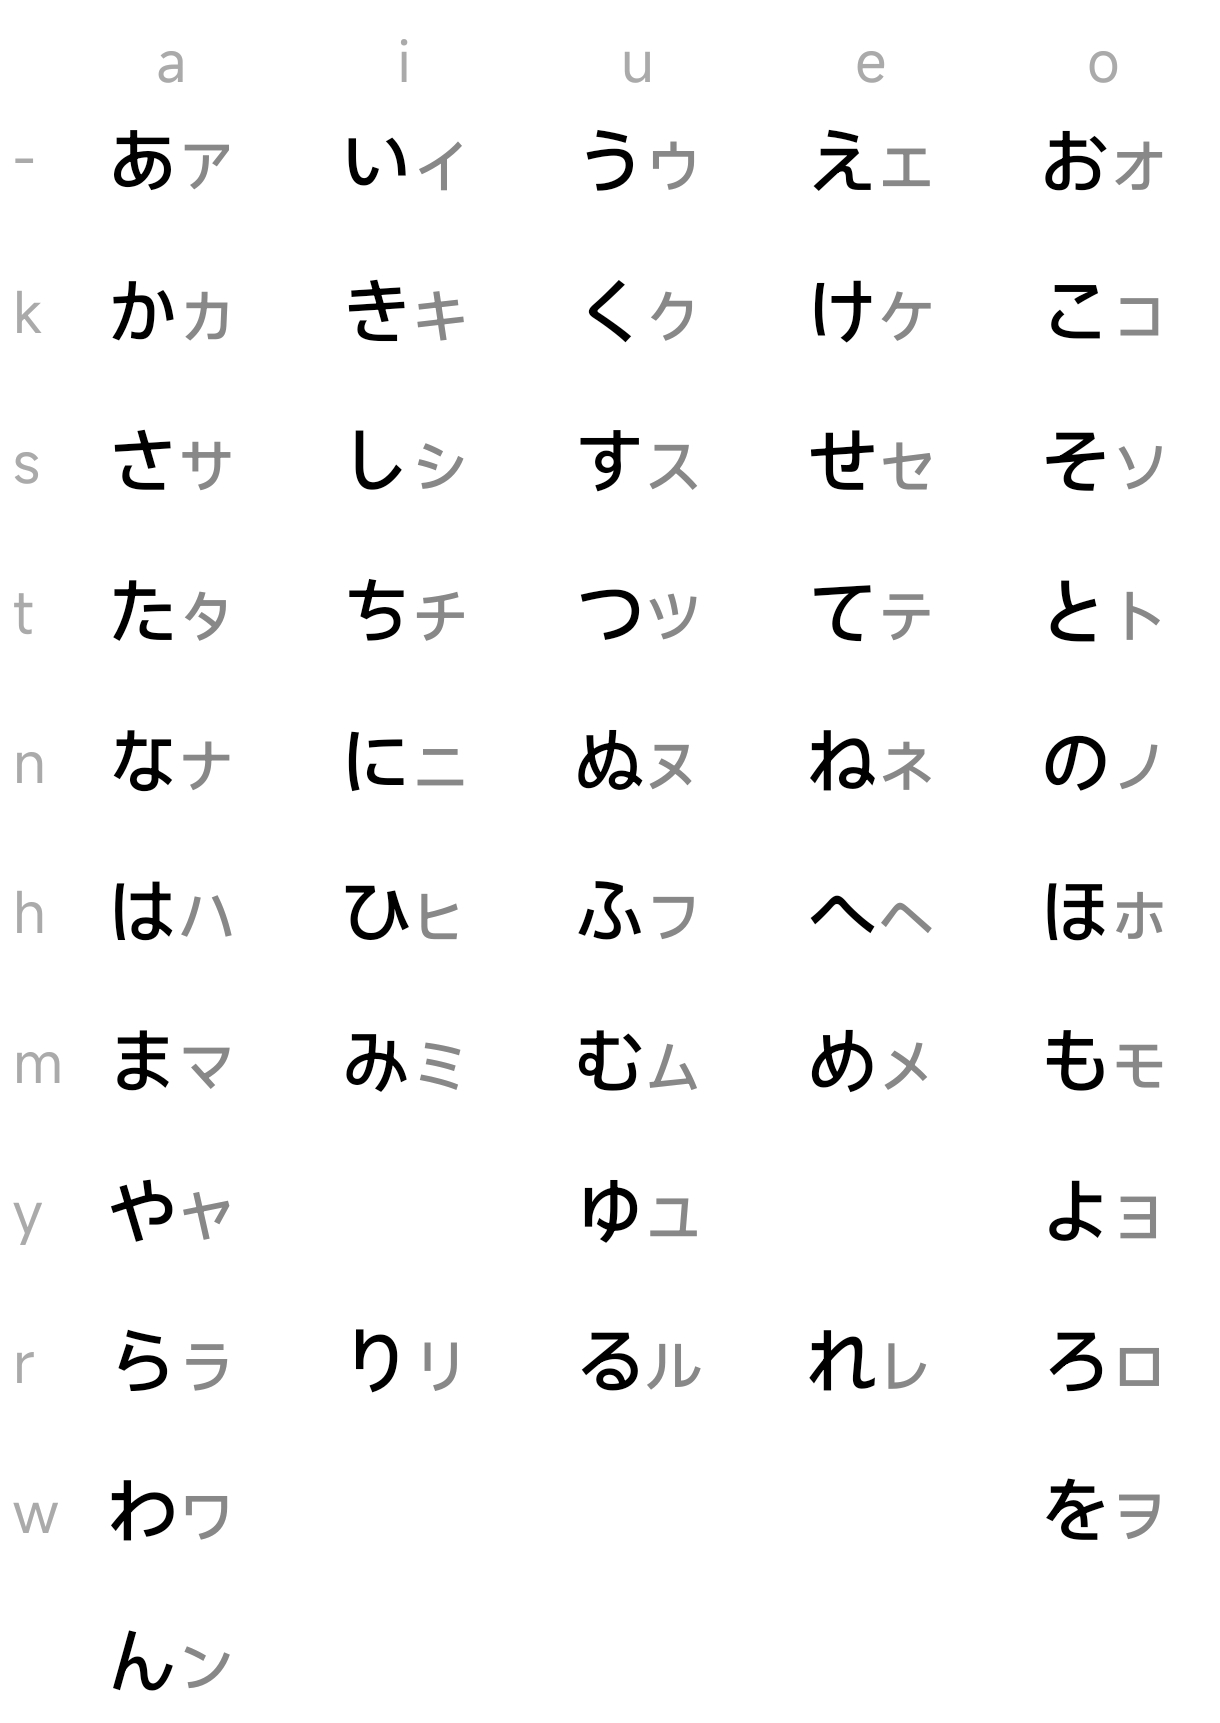 a i u e o
- あア いイ うウ えエ おオ
k かカ きキ くク けケ こコ
s さサ しシ すス せセ そソ
t たタ ちチ つツ てテ とト
n なナ にニ ぬヌ ねネ のノ
h はハ ひヒ ふフ へヘ ほホ
m まマ みミ むム めメ もモ
y やヤ ゆユ よヨ
r らラ りリ るル れレ ろロ
w わワ をヲ
んン